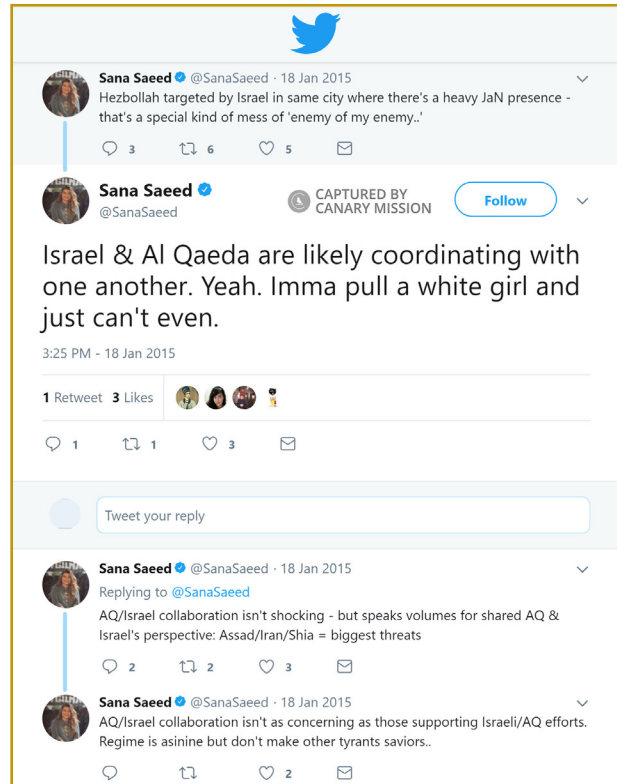 Sana Saeed @SanaSaeed · 18 Jan 2015
Hezbollah targeted by Israel in same city where there's a heavy JaN presence -
that's a special kind of mess of 'enemy of my enemy..'
3 6 5
Sana Saeed
@SanaSaeed
CAPTURED BY
CANARY MISSION
Follow
Israel & Al Qaeda are likely coordinating with
one another. Yeah. Imma pull a white girl and
just can't even.
3:25 PM - 18 Jan 2015
1 Retweet 3 Likes
1 1 3
Tweet your reply
Sana Saeed @SanaSaeed · 18 Jan 2015
Replying to @SanaSaeed
AQ/Israel collaboration isn't shocking - but speaks volumes for shared AQ &
Israel's perspective: Assad/Iran/Shia = biggest threats
2 2 3
Sana Saeed @SanaSaeed · 18 Jan 2015
AQ/Israel collaboration isn't as concerning as those supporting Israeli/AQ efforts.
Regime is asinine but don't make other tyrants saviors..
2